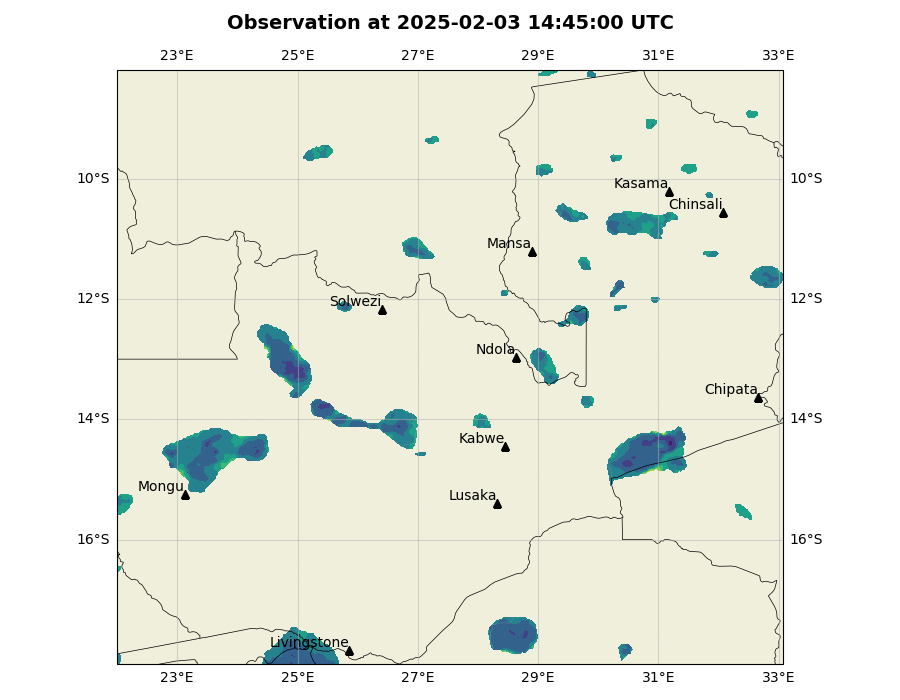 Observation at 2025-02-03 14:45:00 UTC
23°E 25°E 27°E 29°E 31°E 33°E
10°S 10°S
Kasama
Chinsali
Mansa
12°S 12°S
Solwezi
Ndola
Chipata
14°S 14°S
Kabwe
Mongu
Lusaka
16°S 16°S
Livingstone
23°E 25°E 27°E 29°E 31°E 33°E